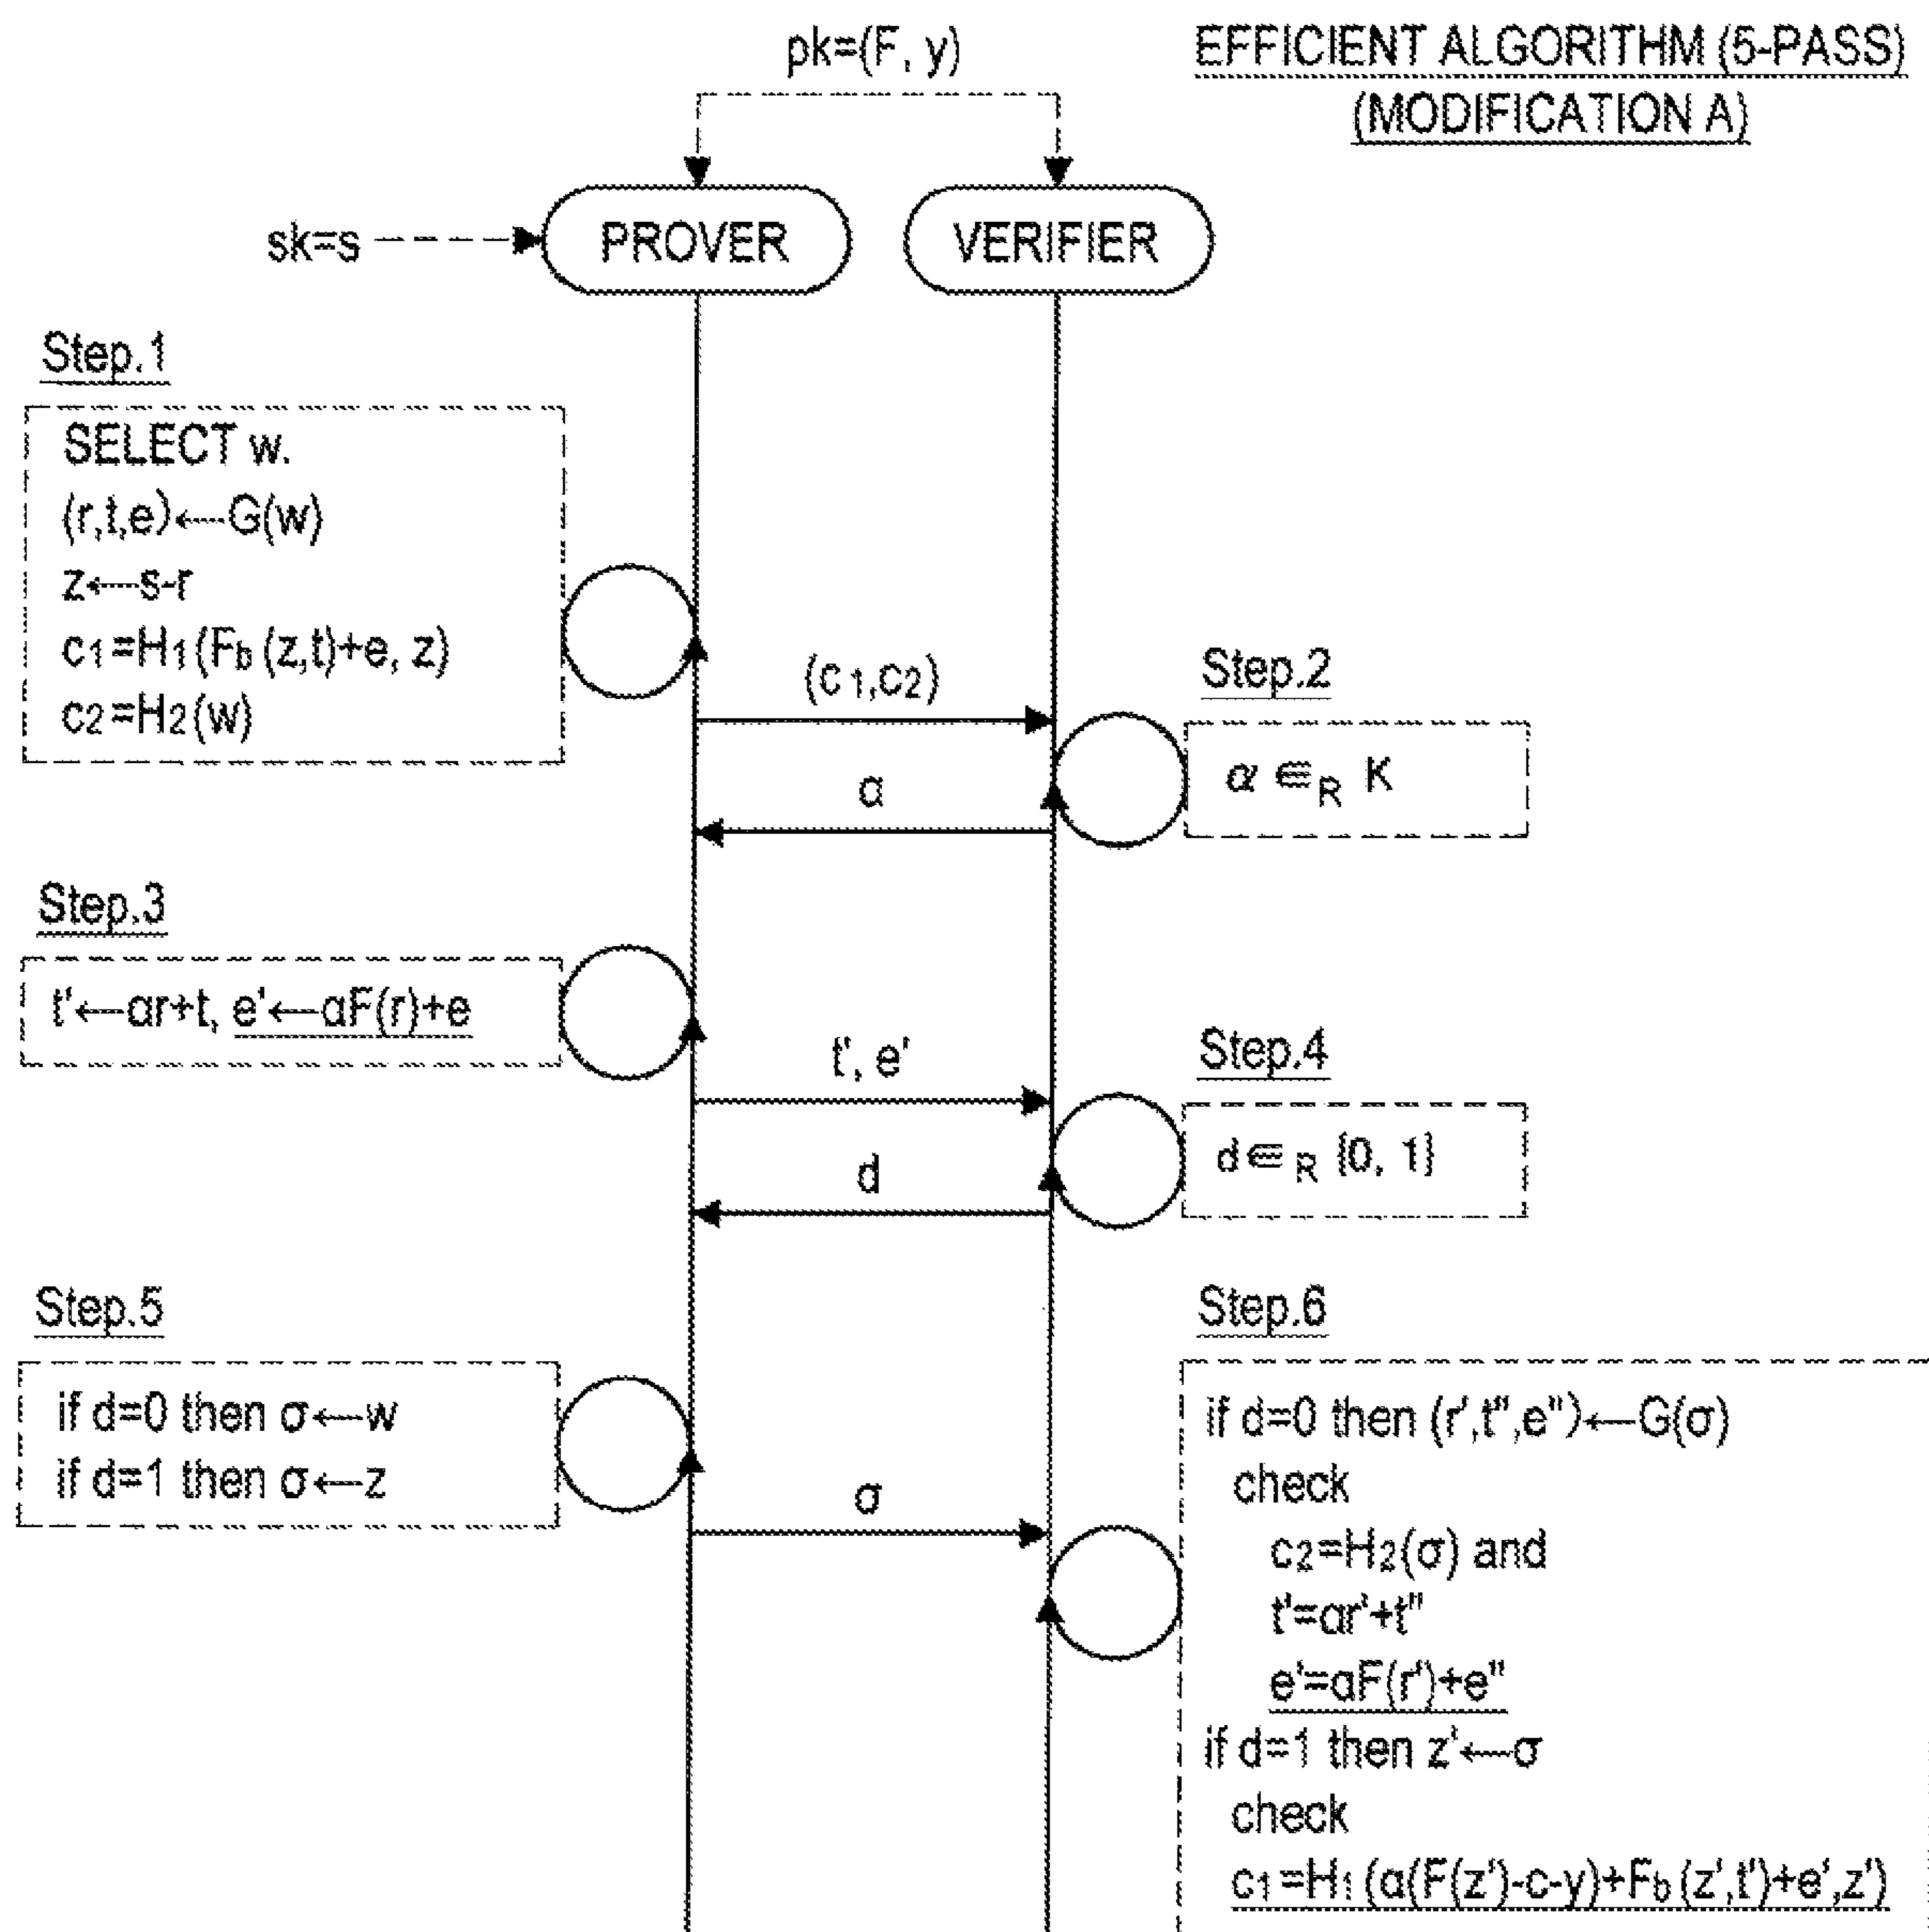 pk=(F, y)
EFFICIENT ALGORITHM (5-PASS)
(MODIFICATION A)
sk=s
PROVER
VERIFIER
Step.1
SELECT w.
(r,t,e)←G(w)
z←s-r
c1=H1(Fb(z,t)+e, z)
c2=H2(w)
(c1,c2)
Step.2
α ∈R K
α
Step.3
t'←αr+t, e'←αF(r)+e
t', e'
Step.4
d∈R {0, 1}
d
Step.5
if d=0 then σ←w
if d=1 then σ←z
σ
Step.6
if d=0 then (r',t'',e'')←G(σ)
check
c2=H2(σ) and
t'=αr'+t''
e'=αF(r')+e''
if d=1 then z'←σ
check
c1=H1(α(F(z')-c-y)+Fb(z',t')+e',z')